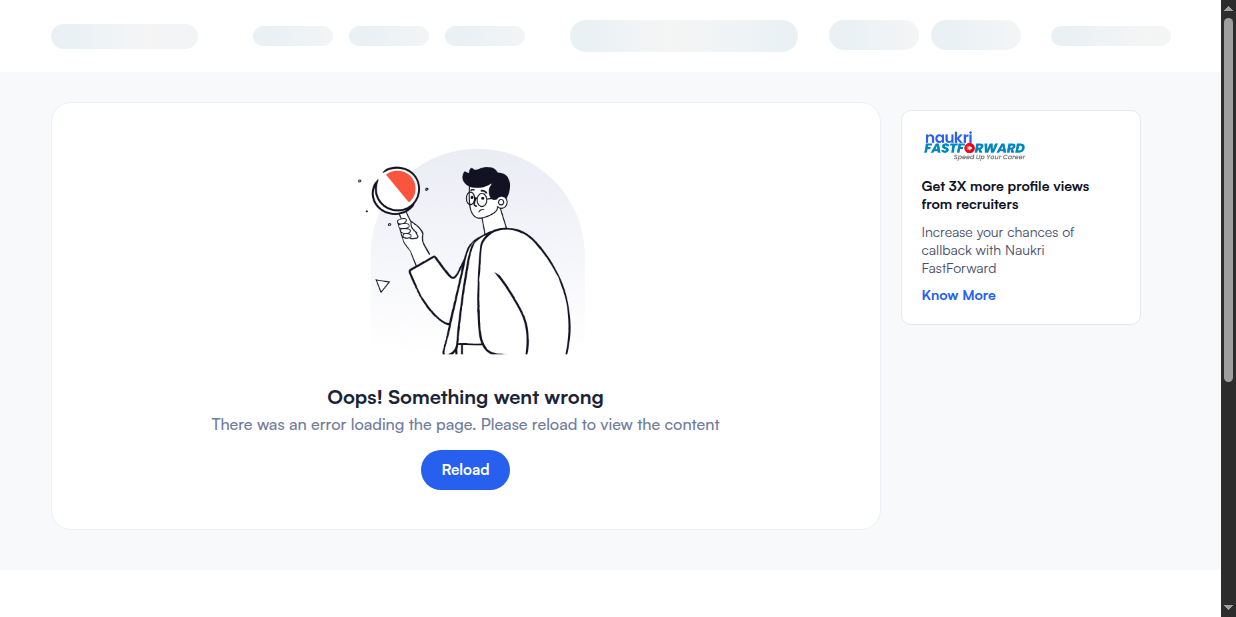 Oops! Something went wrong
There was an error loading the page. Please reload to view the content
Reload
naukri
FASTFORWARD
Speed Up Your Career
Get 3X more profile views
from recruiters
Increase your chances of
callback with Naukri
FastForward
Know More